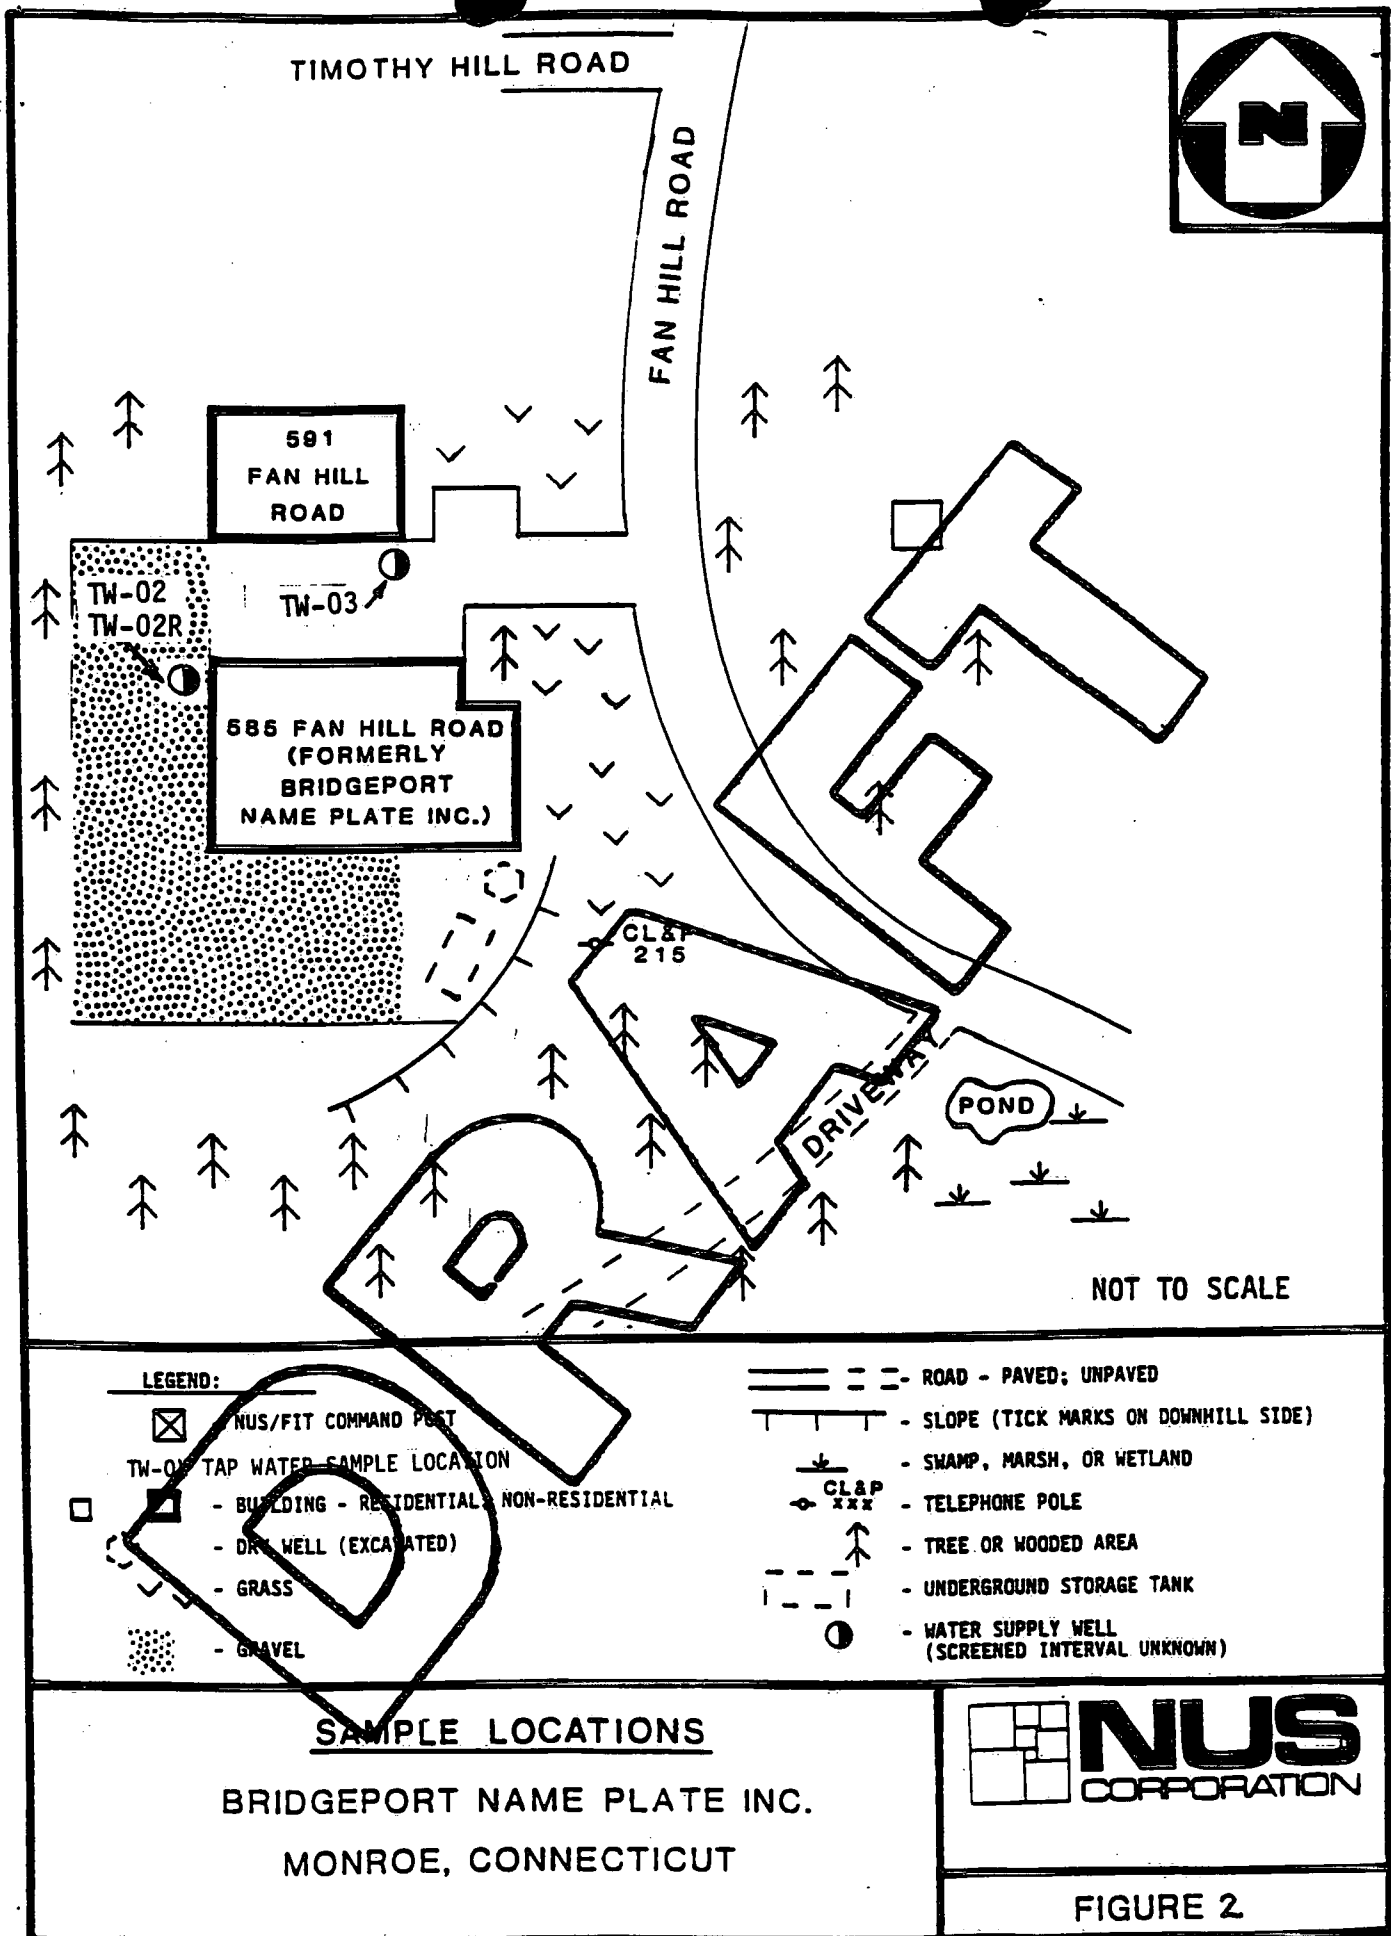 TIMOTHY HILL ROAD
N
FAN HILL ROAD
591
FAN HILL
ROAD
TW-02
TW-02R
TW-03
585 FAN HILL ROAD
(FORMERLY
BRIDGEPORT
NAME PLATE INC.)
CL&P
215
DRIVEWAY
POND
DRAFT
NOT TO SCALE
LEGEND:
NUS/FIT COMMAND POST
TAP WATER SAMPLE LOCATION
- BUILDING - RESIDENTIAL, NON-RESIDENTIAL
- DRY WELL (EXCAVATED)
- GRASS
- GRAVEL
- ROAD - PAVED; UNPAVED
- SLOPE (TICK MARKS ON DOWNHILL SIDE)
- SWAMP, MARSH, OR WETLAND
CL&P
xxx
- TELEPHONE POLE
- TREE OR WOODED AREA
- UNDERGROUND STORAGE TANK
- WATER SUPPLY WELL
(SCREENED INTERVAL UNKNOWN)
SAMPLE LOCATIONS
BRIDGEPORT NAME PLATE INC.
MONROE, CONNECTICUT
NUS
CORPORATION
FIGURE 2